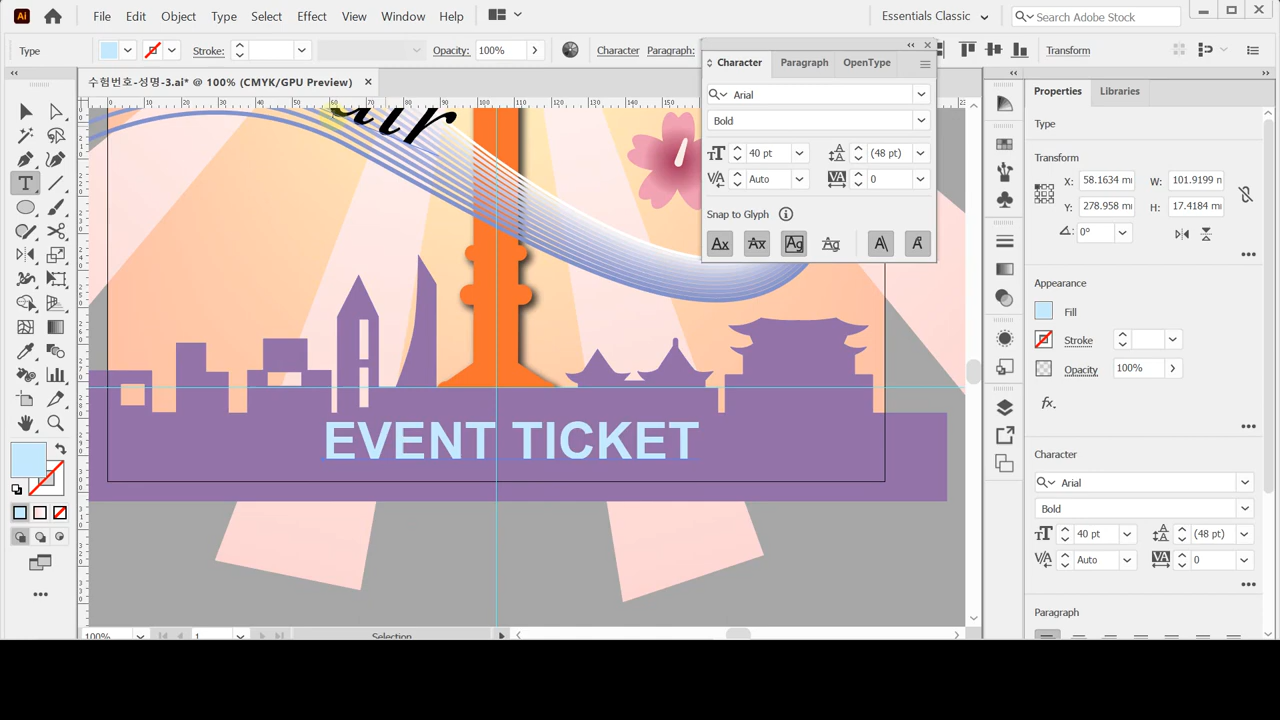 Ai File Edit Object Type Select Effect View Window Help Essentials Classic Search Adobe Stock
Type Stroke: Opacity: 100% Character Paragraph: Transform
수험번호-성명-3.ai* @ 100% (CMYK/GPU Preview)
Character Paragraph OpenType
Arial
Bold
40 pt (48 pt)
Auto 0
Snap to Glyph
air
EVENT TICKET
100% 1 Selection
Properties Libraries
Type
Transform
X: 58.1634 m W: 101.9199 m
Y: 278.958 m H: 17.4184 m
0°
Appearance
Fill
Stroke
Opacity 100%
fx.
Character
Arial
Bold
40 pt (48 pt)
Auto 0
Paragraph